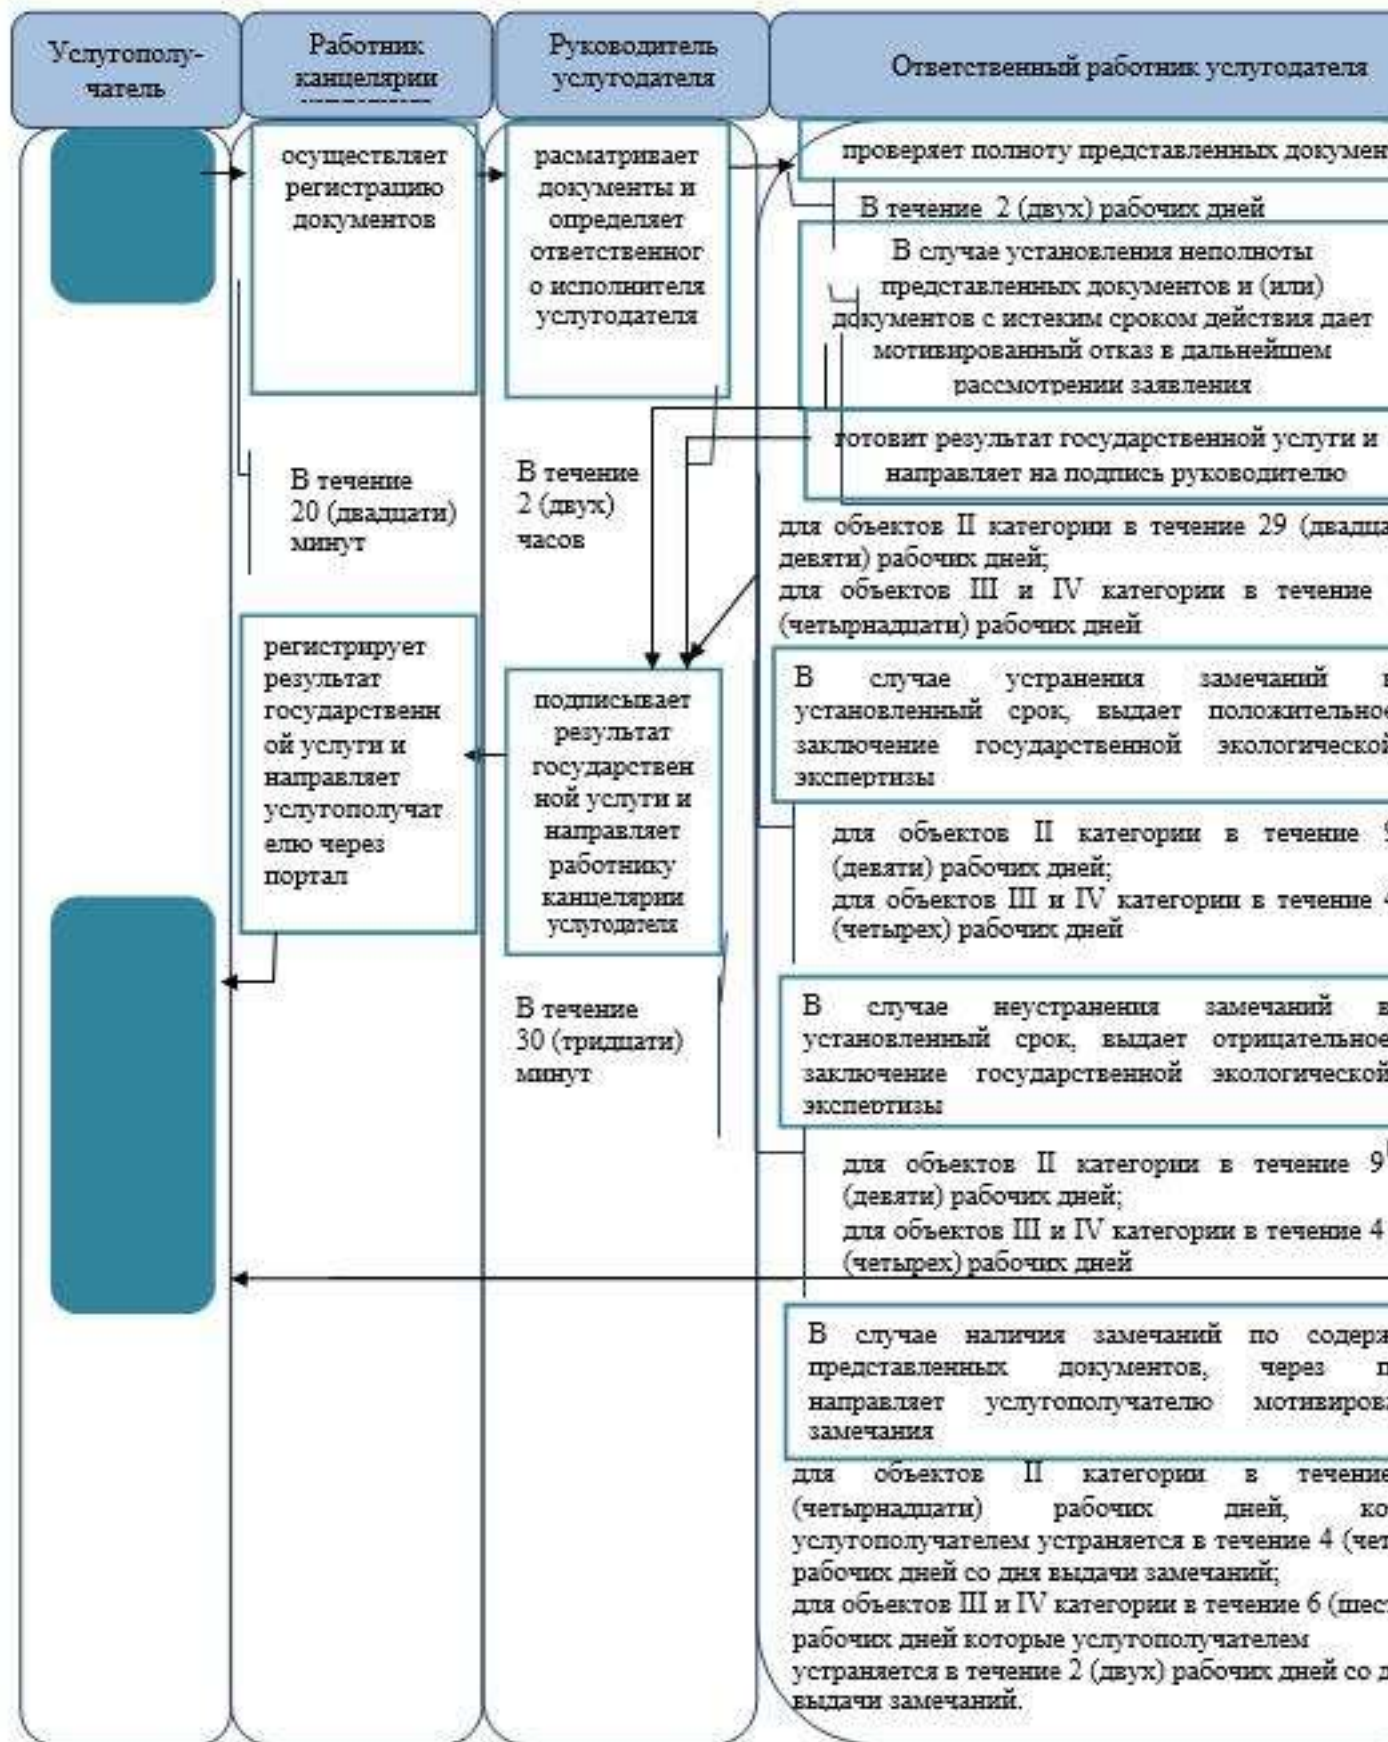 Услугополу-
чатель
Работник
канцелярии
Руководитель
услугодателя
Ответственный работник услугодателя
осуществляет
регистрацию
документов
В течение
20 (двадцати)
минут
расматривает
документы и
определяет
ответственног
о исполнителя
услугодателя
В течение
2 (двух)
часов
проверяет полноту представленных докумен
В течение 2 (двух) рабочих дней
В случае установления неполноты
представленных документов и (или)
документов с истеким сроком действия дает
мотивированный отказ в дальнейшем
рассмотрении заявления
готовит результат государственной услуги и
направляет на подпись руководителю
для объектов II категории в течение 29 (двадца
девяти) рабочих дней;
для объектов III и IV категории в течение
(четырнадцати) рабочих дней
регистрирует
результат
государственн
ой услуги и
направляет
услугополучат
елю через
портал
подписывает
результат
государствен
ной услуги и
направляет
работнику
канцелярии
услугодателя
В течение
30 (тридцати)
минут
В случае устранения замечаний в
установленный срок, выдает положительное
заключение государственной экологической
экспертизы
для объектов II категории в течение 9
(девяти) рабочих дней;
для объектов III и IV категории в течение 4
(четырех) рабочих дней
В случае неустранения замечаний в
установленный срок, выдает отрицательное
заключение государственной экологической
экспертизы
для объектов II категории в течение 9
(девяти) рабочих дней;
для объектов III и IV категории в течение 4
(четырех) рабочих дней
В случае наличия замечаний по содерж
представленных документов, через п
направляет услугополучателю мотивирова
замечания
для объектов II категории в течение
(четырнадцати) рабочих дней, ко
услугополучателем устраняется в течение 4 (чет
рабочих дней со дня выдачи замечаний;
для объектов III и IV категории в течение 6 (шест
рабочих дней которые услугополучателем
устраняется в течение 2 (двух) рабочих дней со д
выдачи замечаний.